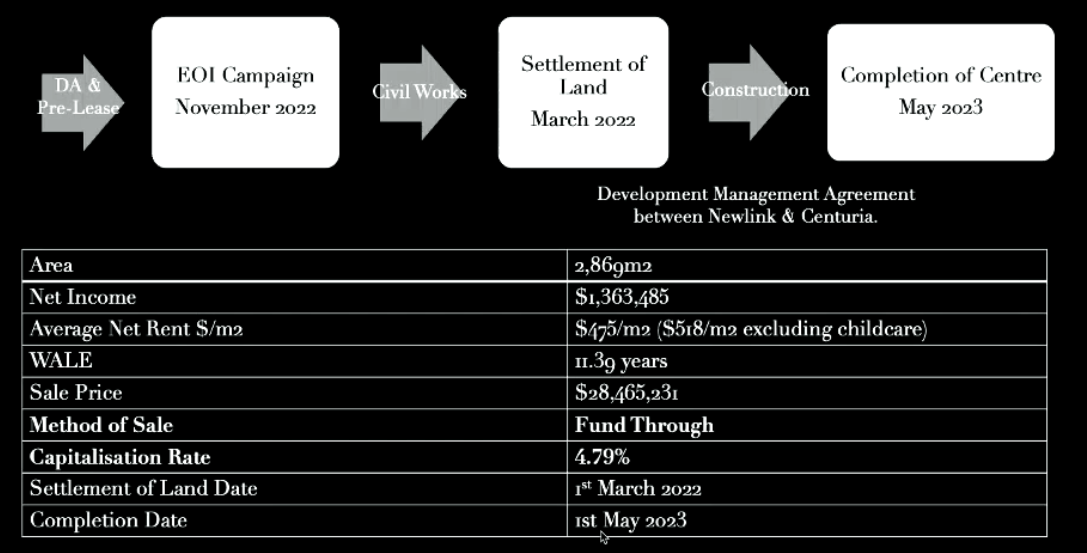 DA &
Pre-Lease
EOI Campaign
November 2022
Civil Works
Settlement of
Land
March 2022
Construction
Completion of Centre
May 2023
Development Management Agreement
between Newlink & Centuria.
Area 2,869m2
Net Income $1,363,485
Average Net Rent $/m2 $475/m2 ($518/m2 excluding childcare)
WALE 11.39 years
Sale Price $28,465,231
Method of Sale Fund Through
Capitalisation Rate 4.79%
Settlement of Land Date 1st March 2022
Completion Date 1st May 2023